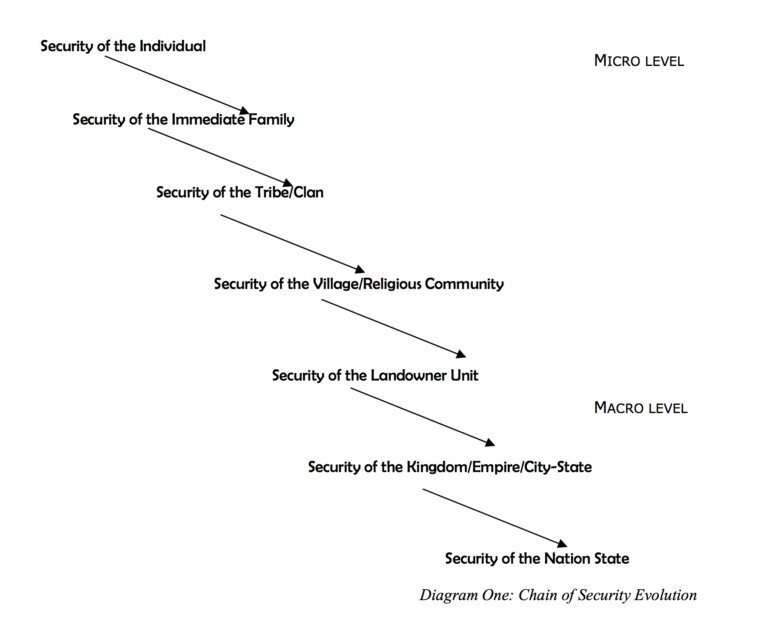 Security of the Individual
MICRO LEVEL
Security of the Immediate Family
Security of the Tribe/Clan
Security of the Village/Religious Community
Security of the Landowner Unit
MACRO LEVEL
Security of the Kingdom/Empire/City-State
Security of the Nation State
Diagram One: Chain of Security Evolution